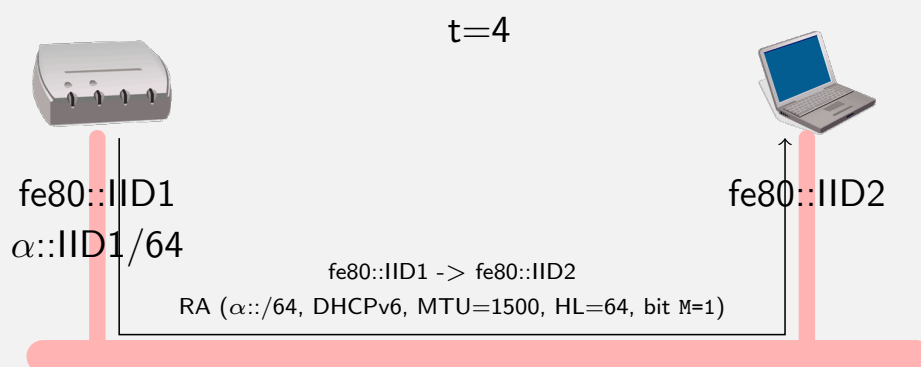 t=4
fe80::IID1
α::IID1/64
fe80::IID2
fe80::IID1 -> fe80::IID2
RA (α::/64, DHCPv6, MTU=1500, HL=64, bit M=1)